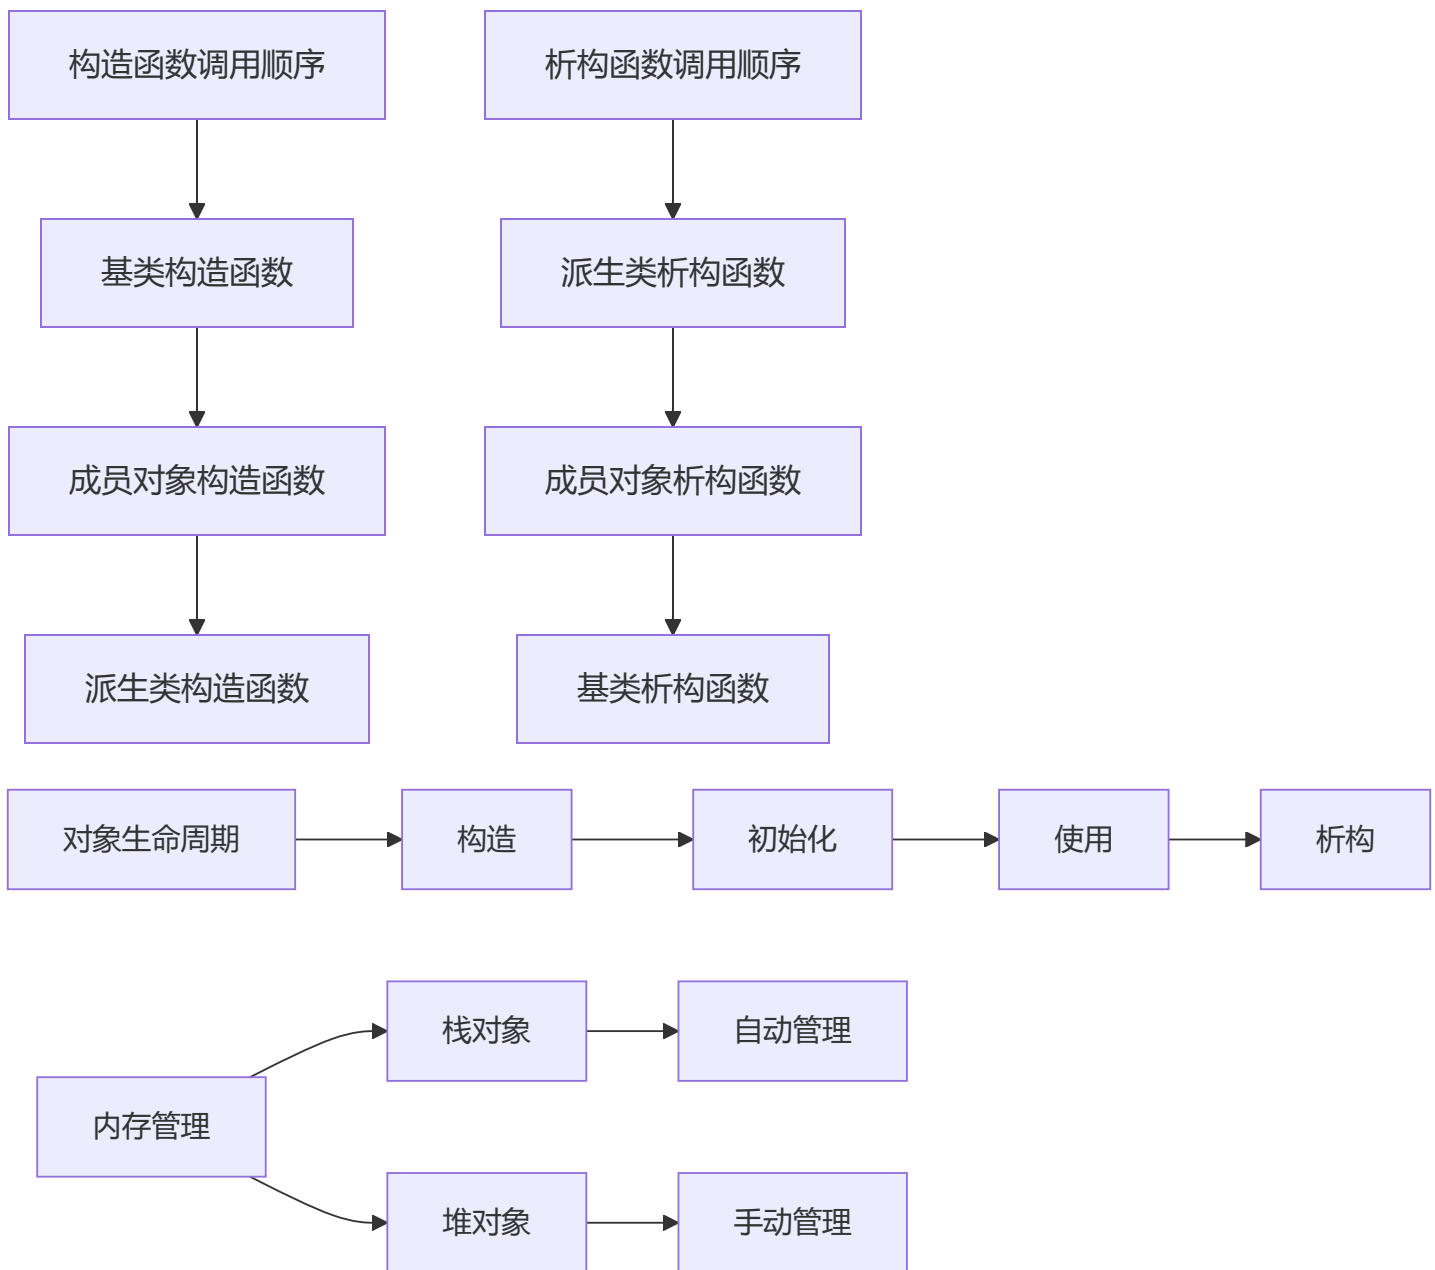 构造函数调用顺序
基类构造函数
成员对象构造函数
派生类构造函数
析构函数调用顺序
派生类析构函数
成员对象析构函数
基类析构函数
对象生命周期
构造
初始化
使用
析构
内存管理
栈对象
自动管理
堆对象
手动管理